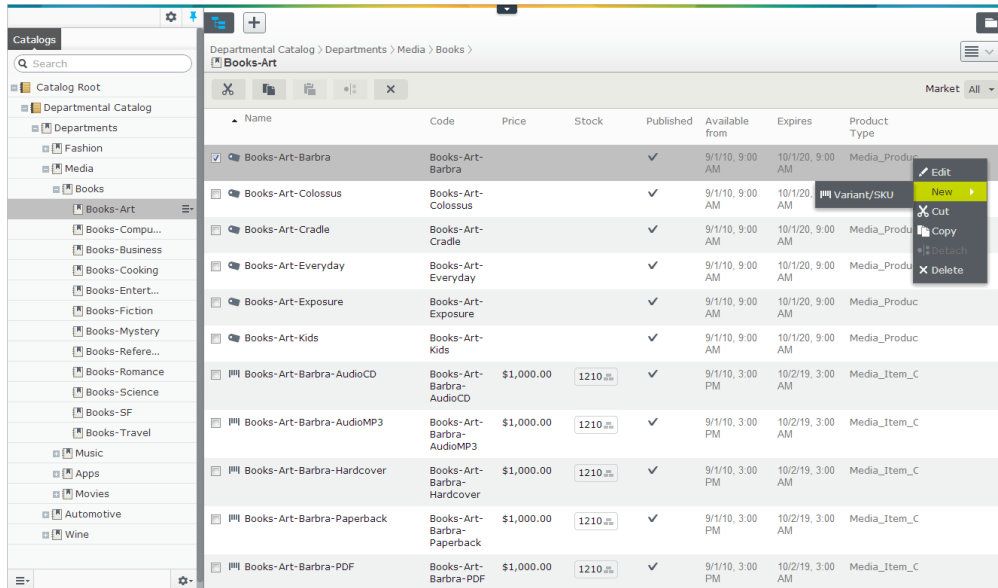 Catalogs
Search
Catalog Root
Departmental Catalog
Departments
Fashion
Media
Books
Books-Art
Books-Compu...
Books-Business
Books-Cooking
Books-Entert...
Books-Fiction
Books-Mystery
Books-Refere...
Books-Romance
Books-Science
Books-SF
Books-Travel
Music
Apps
Movies
Automotive
Wine
Departmental Catalog > Departments > Media > Books >
Books-Art
Market All
Name Code Price Stock Published Available from Expires Product Type
Books-Art-Barbra Books-Art-Barbra 9/1/10, 9:00 AM 10/1/20, 9:00 AM Media_Produc
Books-Art-Colossus Books-Art-Colossus 9/1/10, 9:00 AM 10/1/20, AM
Books-Art-Cradle Books-Art-Cradle 9/1/10, 9:00 AM 10/1/20, 9:00 AM Media_Produ
Books-Art-Everyday Books-Art-Everyday 9/1/10, 9:00 AM 10/1/20, 9:00 AM Media_Produ
Books-Art-Exposure Books-Art-Exposure 9/1/10, 9:00 AM 10/1/20, 9:00 AM Media_Produc
Books-Art-Kids Books-Art-Kids 9/1/10, 9:00 AM 10/1/20, 9:00 AM Media_Produc
Books-Art-Barbra-AudioCD Books-Art-Barbra-AudioCD $1,000.00 1210 9/1/10, 3:00 PM 10/2/19, 3:00 AM Media_Item_C
Books-Art-Barbra-AudioMP3 Books-Art-Barbra-AudioMP3 $1,000.00 1210 9/1/10, 3:00 PM 10/2/19, 3:00 AM Media_Item_C
Books-Art-Barbra-Hardcover Books-Art-Barbra-Hardcover $1,000.00 1210 9/1/10, 3:00 PM 10/2/19, 3:00 AM Media_Item_C
Books-Art-Barbra-Paperback Books-Art-Barbra-Paperback $1,000.00 1210 9/1/10, 3:00 PM 10/2/19, 3:00 AM Media_Item_C
Books-Art-Barbra-PDF Books-Art-Barbra-PDF $1,000.00 1210 9/1/10, 3:00 PM 10/2/19, 3:00 AM Media_Item_C
Edit
New
Variant/SKU
Cut
Copy
Detach
Delete